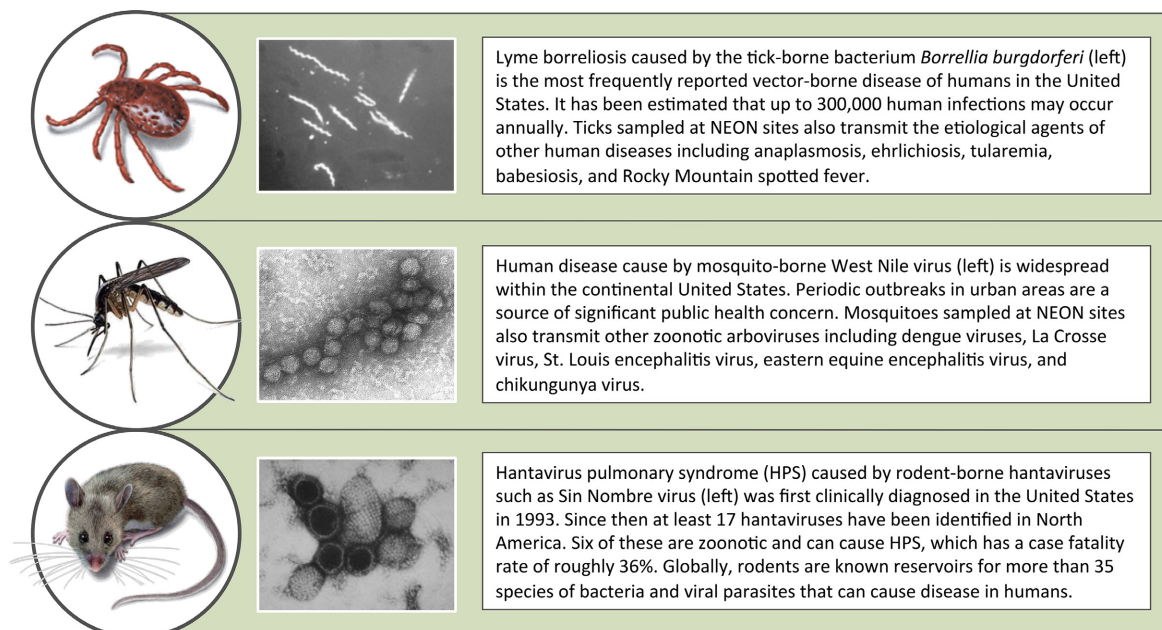 Lyme borreliosis caused by the tick-borne bacterium Borrellia burgdorferi (left)
is the most frequently reported vector-borne disease of humans in the United
States. It has been estimated that up to 300,000 human infections may occur
annually. Ticks sampled at NEON sites also transmit the etiological agents of
other human diseases including anaplasmosis, ehrlichiosis, tularemia,
babesiosis, and Rocky Mountain spotted fever.
Human disease cause by mosquito-borne West Nile virus (left) is widespread
within the continental United States. Periodic outbreaks in urban areas are a
source of significant public health concern. Mosquitoes sampled at NEON sites
also transmit other zoonotic arboviruses including dengue viruses, La Crosse
virus, St. Louis encephalitis virus, eastern equine encephalitis virus, and
chikungunya virus.
Hantavirus pulmonary syndrome (HPS) caused by rodent-borne hantaviruses
such as Sin Nombre virus (left) was first clinically diagnosed in the United States
in 1993. Since then at least 17 hantaviruses have been identified in North
America. Six of these are zoonotic and can cause HPS, which has a case fatality
rate of roughly 36%. Globally, rodents are known reservoirs for more than 35
species of bacteria and viral parasites that can cause disease in humans.